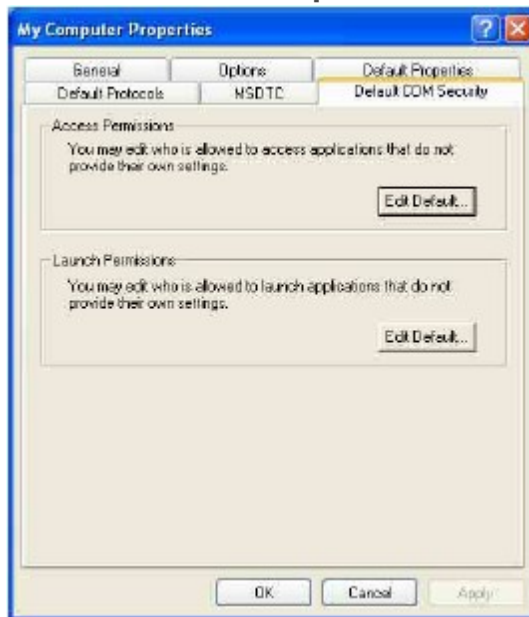 My Computer Properties
General Options Default Properties
Default Protocols MSDTC Default COM Security
Access Permissions
You may edit who is allowed to access applications that do not
provide their own settings.
Edit Default...
Launch Permissions
You may edit who is allowed to launch applications that do not
provide their own settings.
Edit Default...
OK Cancel Apply